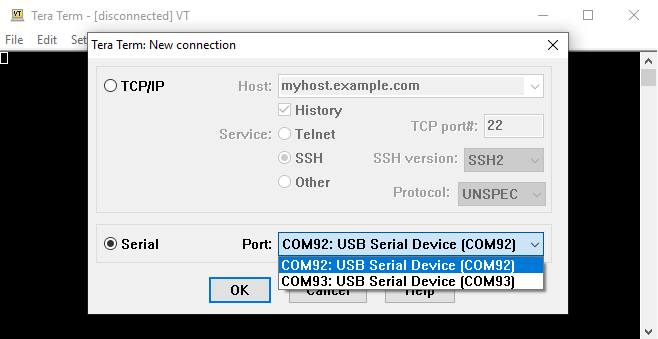 VT Tera Term - [disconnected] VT
File Edit Set
Tera Term: New connection
TCP/IP
Host: myhost.example.com
History
Service: Telnet
TCP port#: 22
SSH
SSH version: SSH2
Other
Protocol: UNSPEC
Serial
Port: COM92: USB Serial Device (COM92)
COM92: USB Serial Device (COM92)
COM93: USB Serial Device (COM93)
OK
Cancel
Help